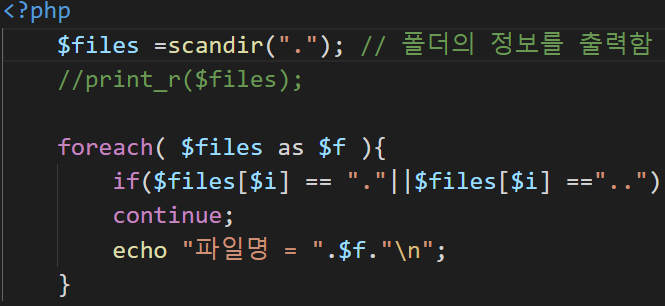 <?php
$files =scandir("."); // 폴더의 정보를 출력함
//print_r($files);
foreach( $files as $f ){
if($files[$i] == "."||$files[$i] =="..")
continue;
echo "파일명 = ".$f."\n";
}